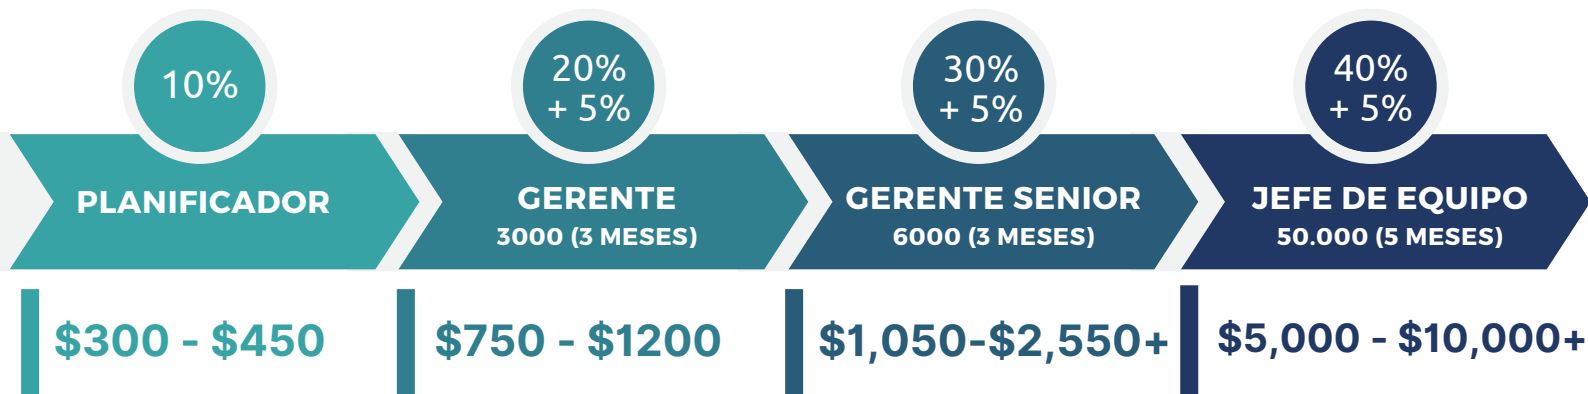 10%
20%
+ 5%
30%
+ 5%
40%
+ 5%
PLANIFICADOR
GERENTE
3000 (3 MESES)
GERENTE SENIOR
6000 (3 MESES)
JEFE DE EQUIPO
50.000 (5 MESES)
$300 - $450
$750 - $1200
$1,050-$2,550+
$5,000 - $10,000+